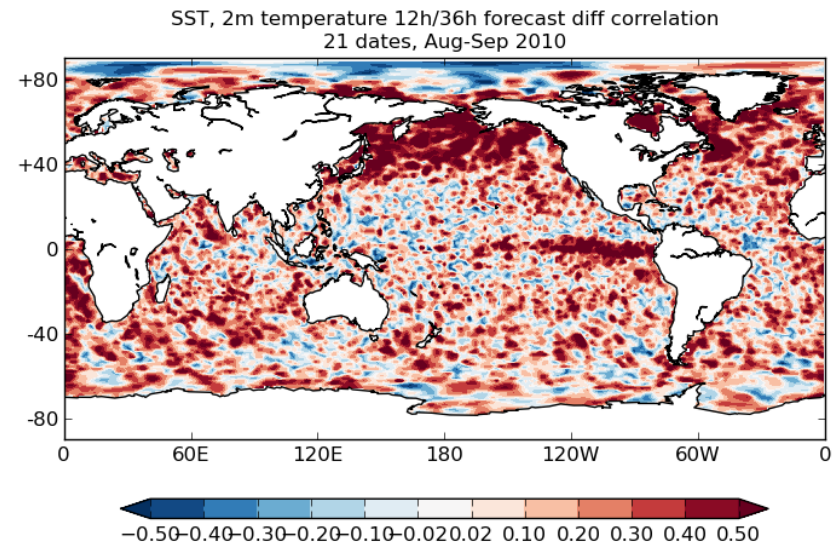 SST, 2m temperature 12h/36h forecast diff correlation
21 dates, Aug-Sep 2010
+80
+40
0
-40
-80
0 60E 120E 180 120W 60W 0
−0.50−0.40−0.30−0.20−0.10−0.020.02 0.10 0.20 0.30 0.40 0.50